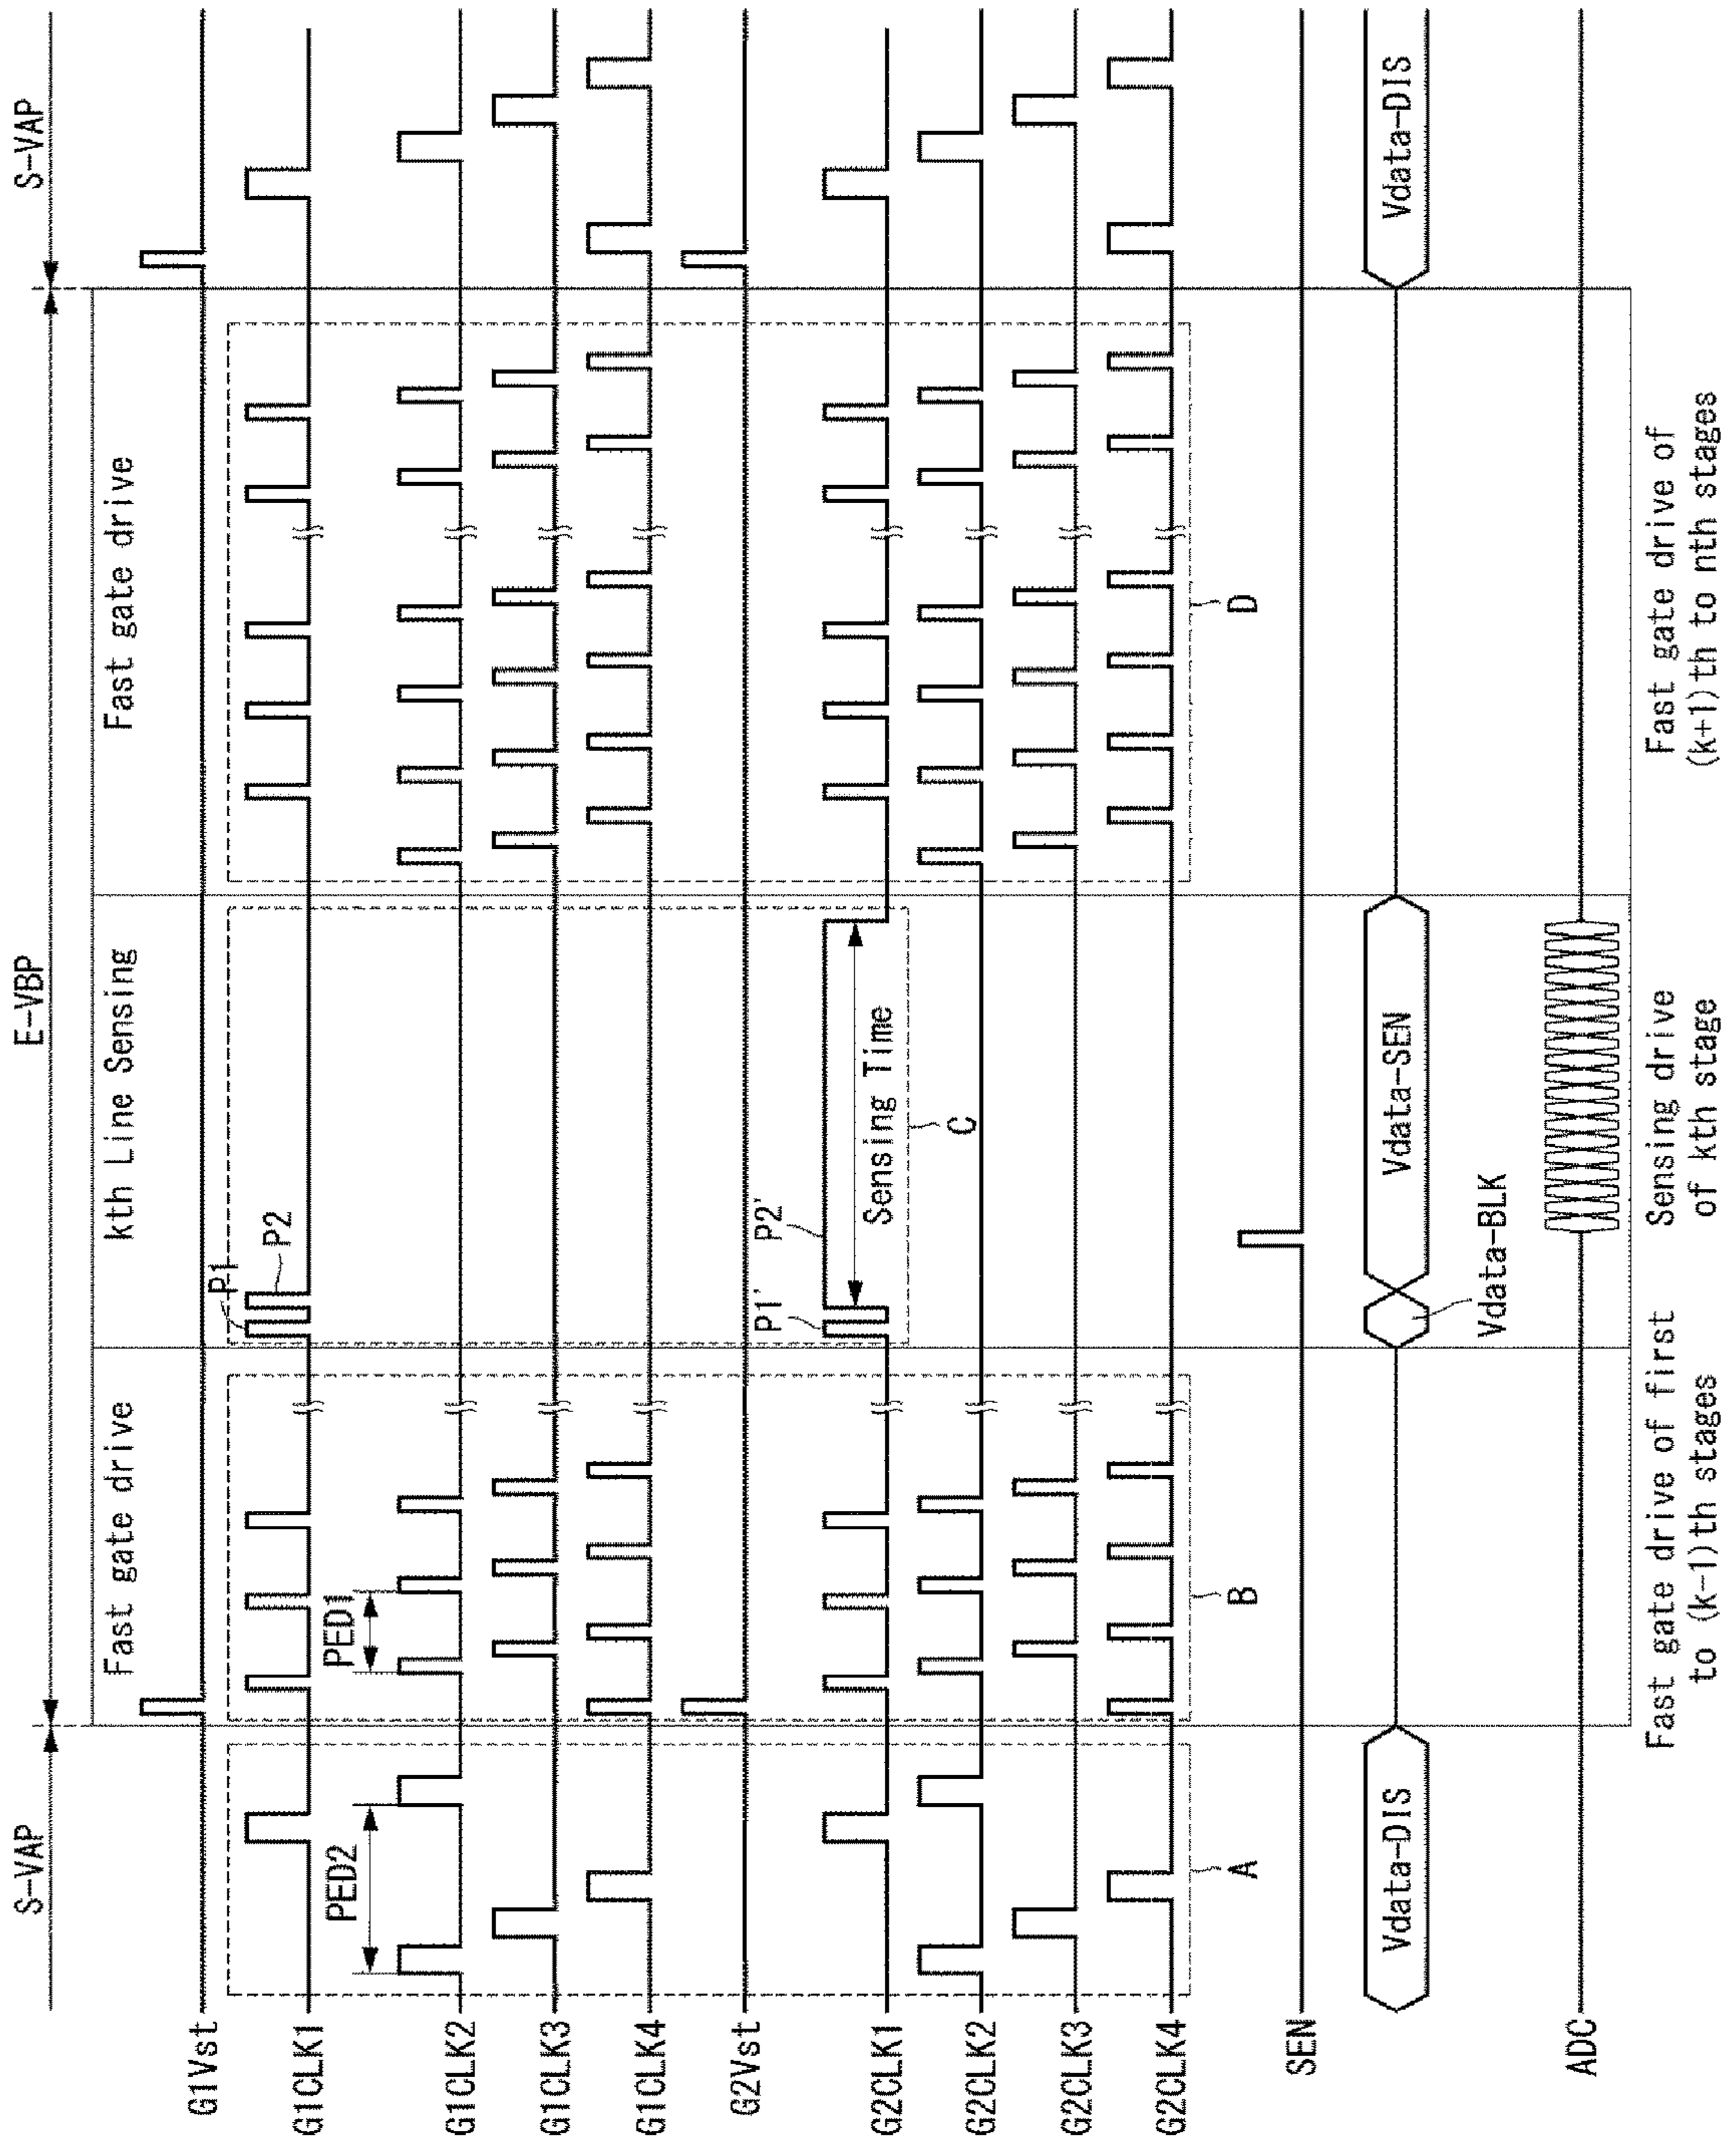 S-VAP
E-VBP
S-VAP
Fast gate drive
kth Line Sensing
Fast gate drive
G1Vst
G1CLK1
P1
P2
PED2
PED1
G1CLK2
G1CLK3
G1CLK4
G2Vst
P1'
P2'
G2CLK1
Sensing Time
C
G2CLK2
G2CLK3
G2CLK4
A
B
D
SEN
Vdata-DIS
Vdata-SEN
Vdata-DIS
Vdata-BLK
ADC
Fast gate drive of first
to (k-1)th stages
Sensing drive
of kth stage
Fast gate drive of
(k+1)th to nth stages